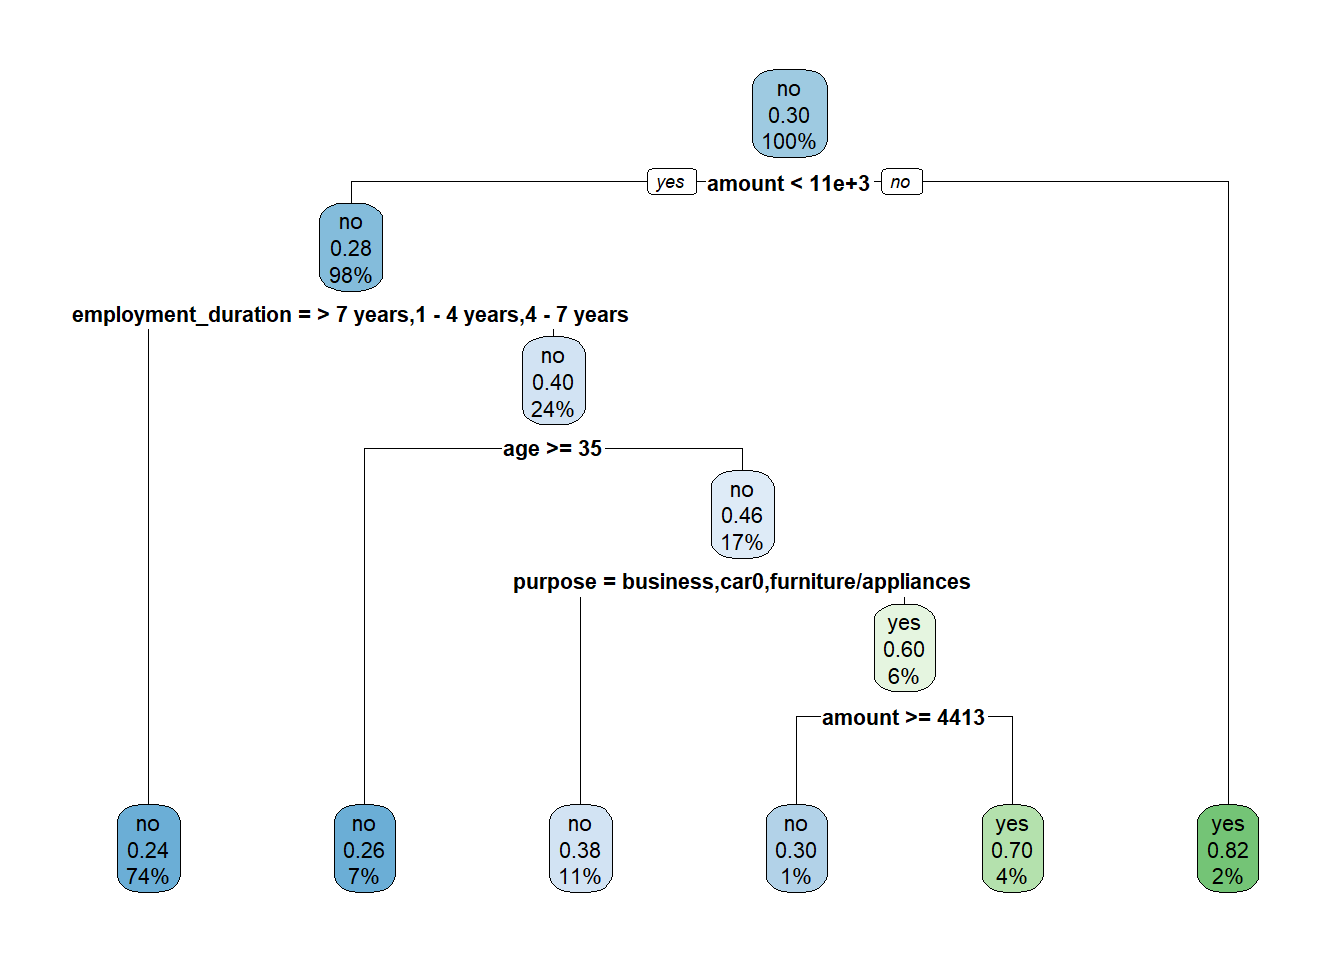 no
0.30
100%
yes amount < 11e+3 no
no
0.28
98%
employment_duration = > 7 years,1 - 4 years,4 - 7 years
no
0.40
24%
age >= 35
no
0.46
17%
purpose = business,car0,furniture/appliances
yes
0.60
6%
amount >= 4413
no
0.24
74%
no
0.26
7%
no
0.38
11%
no
0.30
1%
yes
0.70
4%
yes
0.82
2%